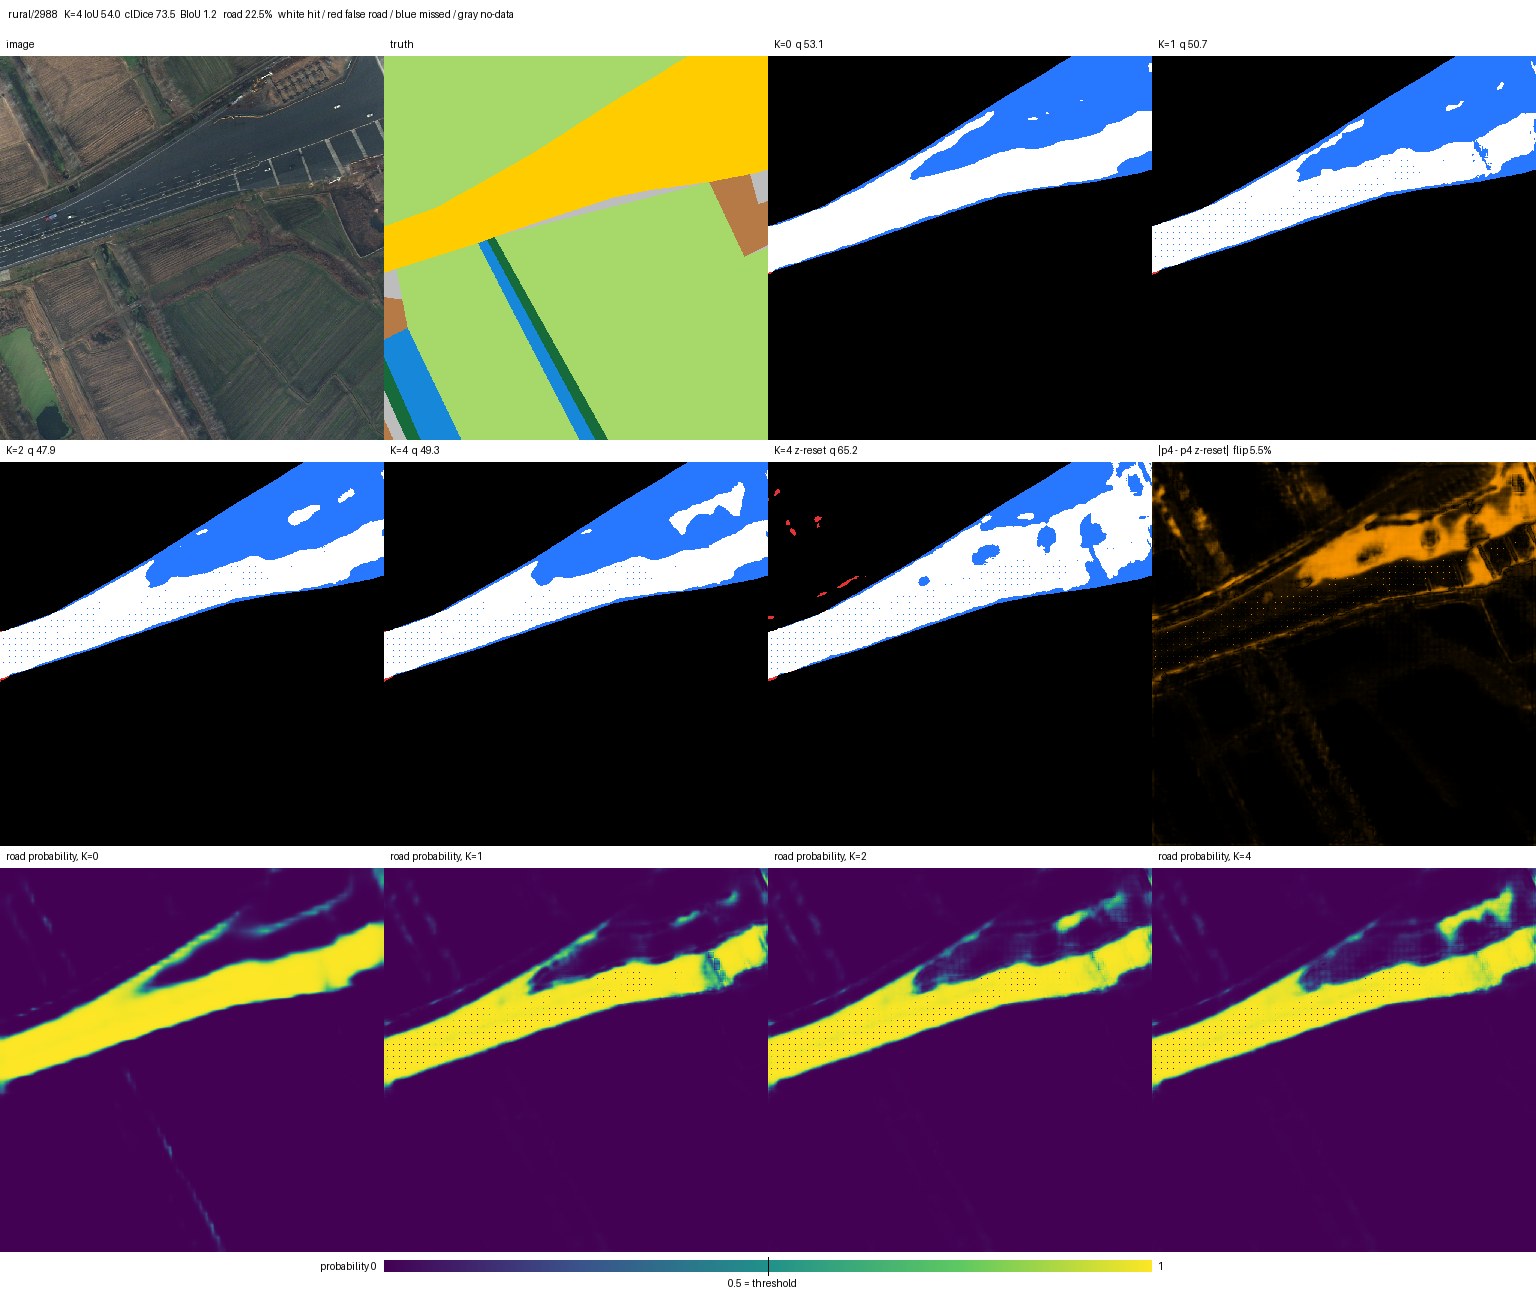 rural/2988 K=4 IoU 54.0 clDice 73.5 BIoU 1.2 road 22.5% white hit / red false road / blue missed / gray no-data
image
truth
K=0 q 53.1
K=1 q 50.7
K=2 q 47.9
K=4 q 49.3
K=4 z-reset q 65.2
|p4 - p4 z-reset| flip 5.5%
road probability, K=0
road probability, K=1
road probability, K=2
road probability, K=4
probability 0
1
0.5 = threshold